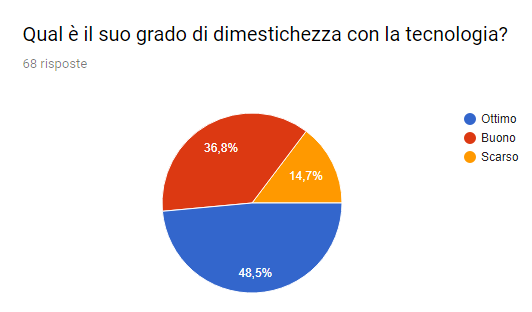 Qual è il suo grado di dimestichezza con la tecnologia?
68 risposte
Ottimo
Buono
Scarso
36,8%
14,7%
48,5%